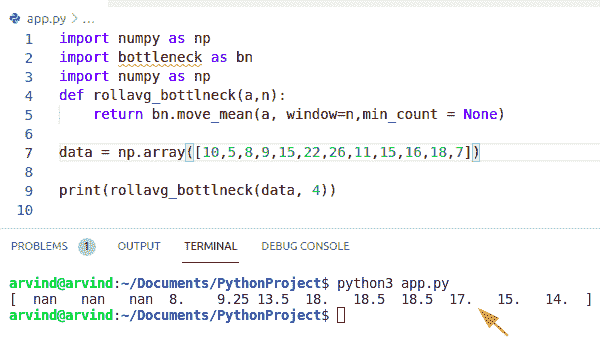 app.py > ...
1 import numpy as np
2 import bottleneck as bn
3 import numpy as np
4 def rollavg_bottlneck(a,n):
5 return bn.move_mean(a, window=n,min_count = None)
6
7 data = np.array([10,5,8,9,15,22,26,11,15,16,18,7])
8
9 print(rollavg_bottlneck(data, 4))
10
PROBLEMS 1 OUTPUT TERMINAL DEBUG CONSOLE
arvind@arvind:~/Documents/PythonProject$ python3 app.py
[ nan nan nan 8. 9.25 13.5 18. 18.5 18.5 17. 15. 14. ]
arvind@arvind:~/Documents/PythonProject$